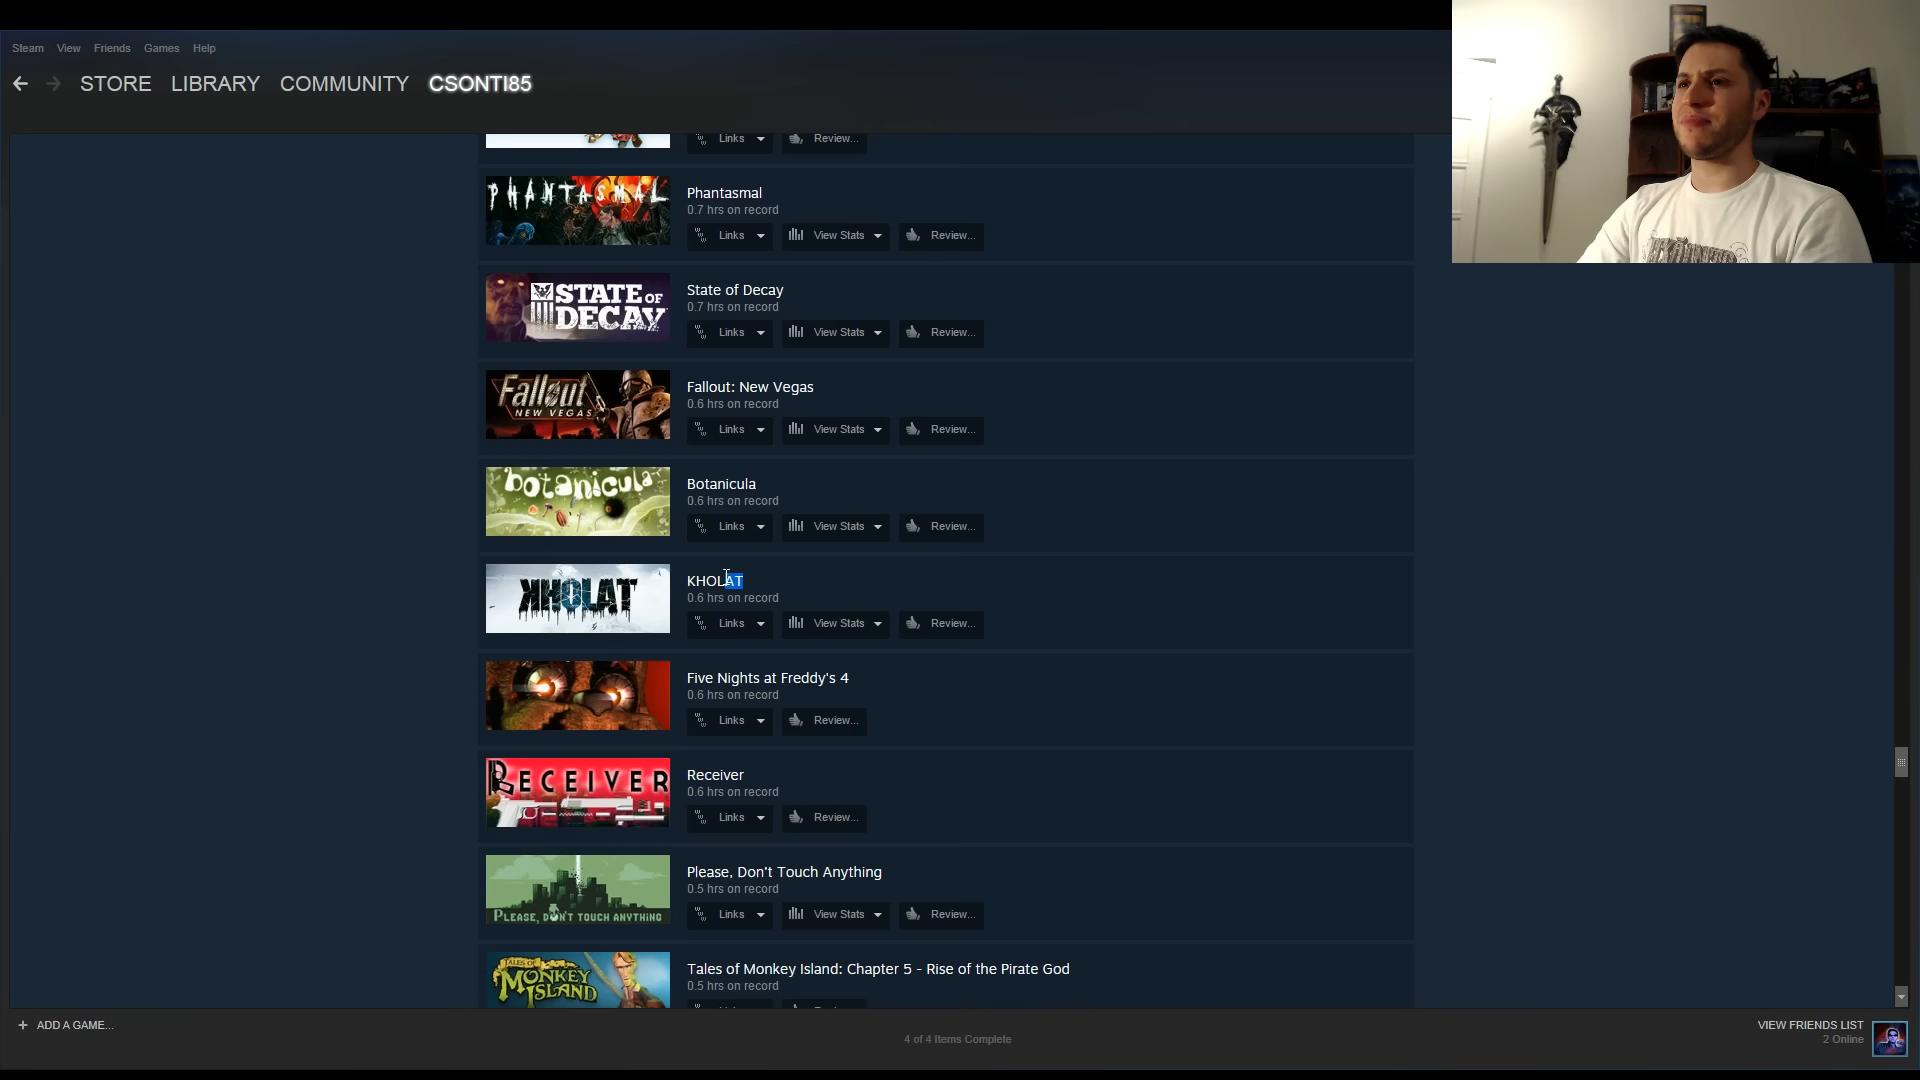 Steam View Friends Games Help
STORE LIBRARY COMMUNITY CSONTI85
Links Review...
PHANTASMAL
Phantasmal
0.7 hrs on record
Links View Stats Review...
STATE OF DECAY
State of Decay
0.7 hrs on record
Links View Stats Review...
Fallout
NEW VEGAS
Fallout: New Vegas
0.6 hrs on record
Links View Stats Review...
botanicula
Botanicula
0.6 hrs on record
Links View Stats Review...
KHOLAT
KHOLAT
0.6 hrs on record
Links View Stats Review...
Five Nights at Freddy's 4
0.6 hrs on record
Links Review...
RECEIVER
Receiver
0.6 hrs on record
Links Review...
PLEASE, DON'T TOUCH ANYTHING
Please, Don't Touch Anything
0.5 hrs on record
Links View Stats Review...
TALES OF
MONKEY
ISLAND
Tales of Monkey Island: Chapter 5 - Rise of the Pirate God
0.5 hrs on record
+ ADD A GAME...
4 of 4 Items Complete
VIEW FRIENDS LIST
2 Online